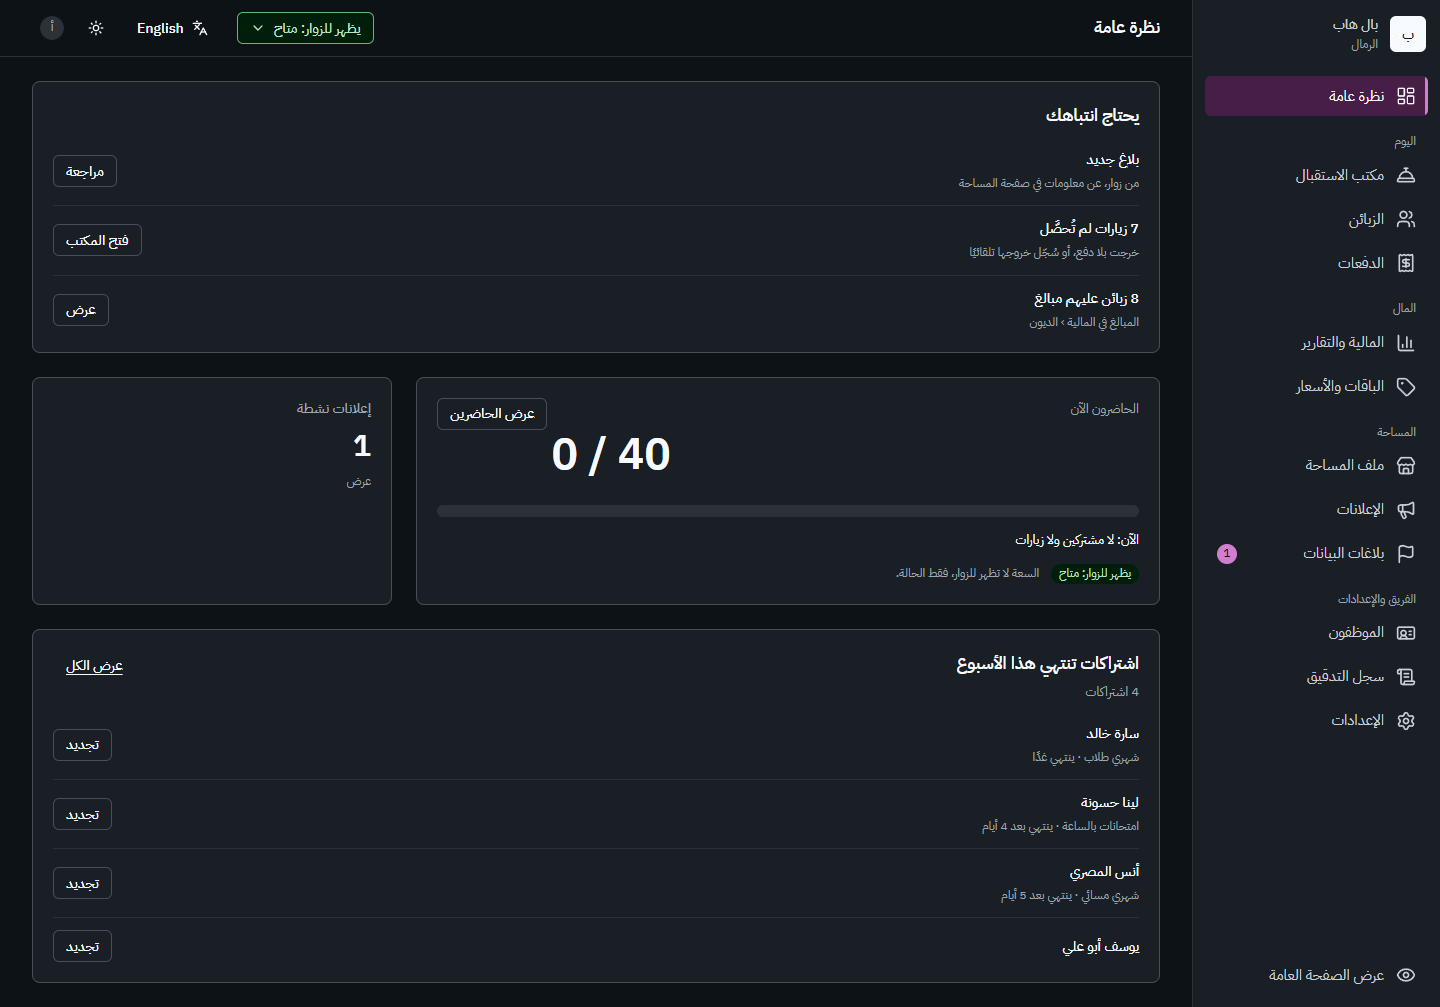 ب
بال هاب
الرمال
نظرة عامة
اليوم
مكتب الاستقبال
الزبائن
الدفعات
المال
المالية والتقارير
الباقات والأسعار
المساحة
ملف المساحة
الإعلانات
بلاغات البيانات
1
الفريق والإعدادات
الموظفون
سجل التدقيق
الإعدادات
عرض الصفحة العامة
نظرة عامة
يظهر للزوار: متاح
English
أ
يحتاج انتباهك
بلاغ جديد
من زوار، عن معلومات في صفحة المساحة
مراجعة
7 زيارات لم تُحصَّل
خرجت بلا دفع، أو سُجّل خروجها تلقائيًا
فتح المكتب
8 زبائن عليهم مبالغ
المبالغ في المالية › الديون
عرض
الحاضرون الآن
عرض الحاضرين
0 / 40
الآن: لا مشتركين ولا زيارات
يظهر للزوار: متاح
السعة لا تظهر للزوار، فقط الحالة.
إعلانات نشطة
1
عرض
اشتراكات تنتهي هذا الأسبوع
4 اشتراكات
عرض الكل
سارة خالد
شهري طلاب · ينتهي غدًا
تجديد
لينا حسونة
امتحانات بالساعة · ينتهي بعد 4 أيام
تجديد
أنس المصري
شهري مسائي · ينتهي بعد 5 أيام
تجديد
يوسف أبو علي
تجديد